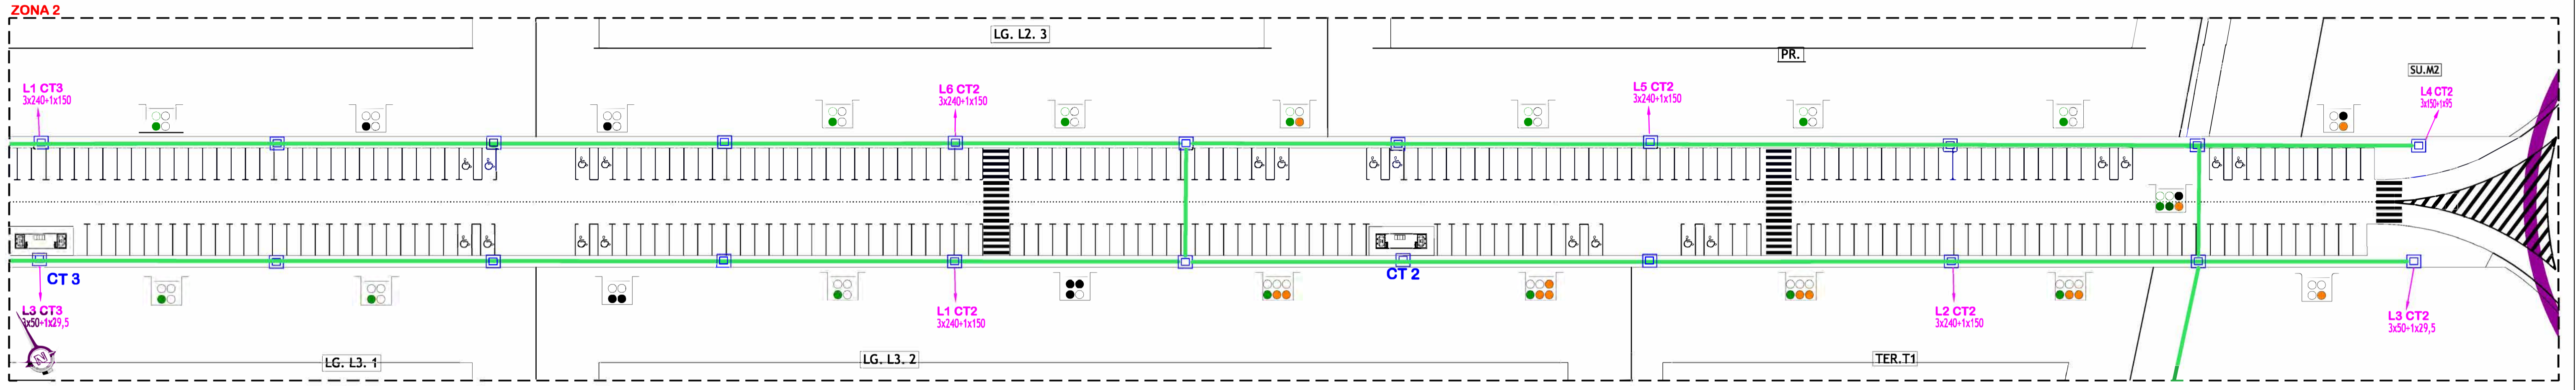 ZONA 2
LG. L2. 3
PR.
SU.M2
L1 CT3
3x240+1x150
L6 CT2
3x240+1x150
L5 CT2
3x240+1x150
L4 CT2
3x150+1x95
CT 3
CT 2
L3 CT3
3x50+1x29,5
L1 CT2
3x240+1x150
L2 CT2
3x240+1x150
L3 CT2
3x50+1x29,5
N
LG. L3. 1
LG. L3. 2
TER.T1